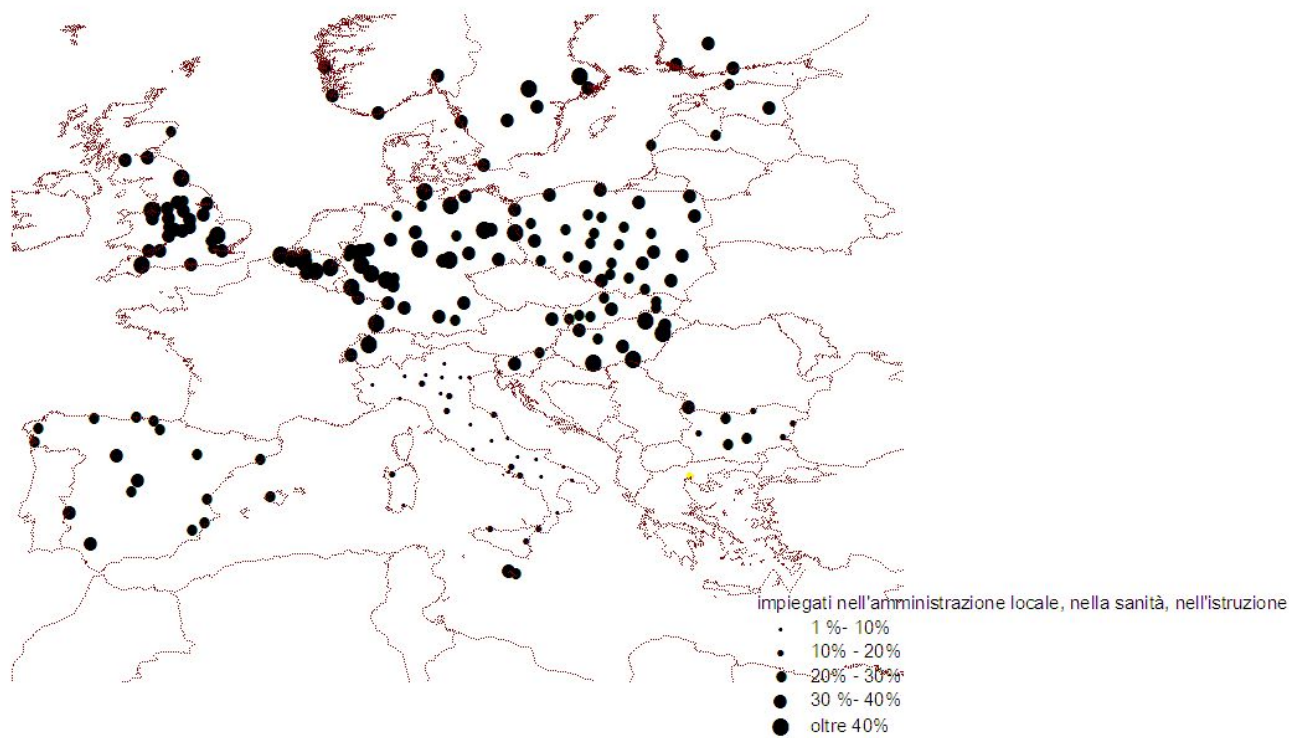 impiegati nell'amministrazione locale, nella sanità, nell'istruzione
1 %- 10%
10% - 20%
20% - 30%
30 %- 40%
oltre 40%